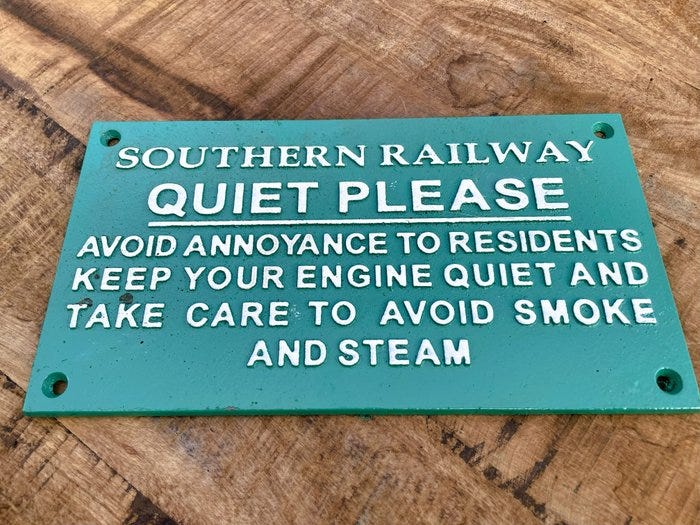 SOUTHERN RAILWAY
QUIET PLEASE
AVOID ANNOYANCE TO RESIDENTS
KEEP YOUR ENGINE QUIET AND
TAKE CARE TO AVOID SMOKE
AND STEAM